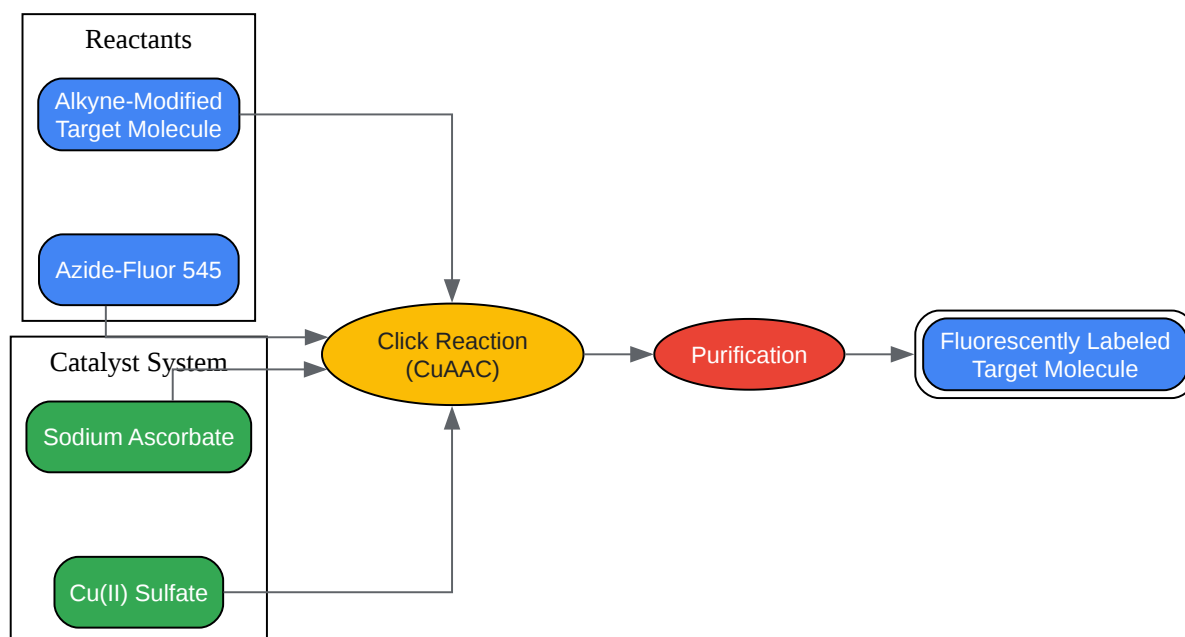 Reactants
Alkyne-Modified
Target Molecule
Azide-Fluor 545
Catalyst System
Sodium Ascorbate
Cu(II) Sulfate
Click Reaction
(CuAAC)
Purification
Fluorescently Labeled
Target Molecule